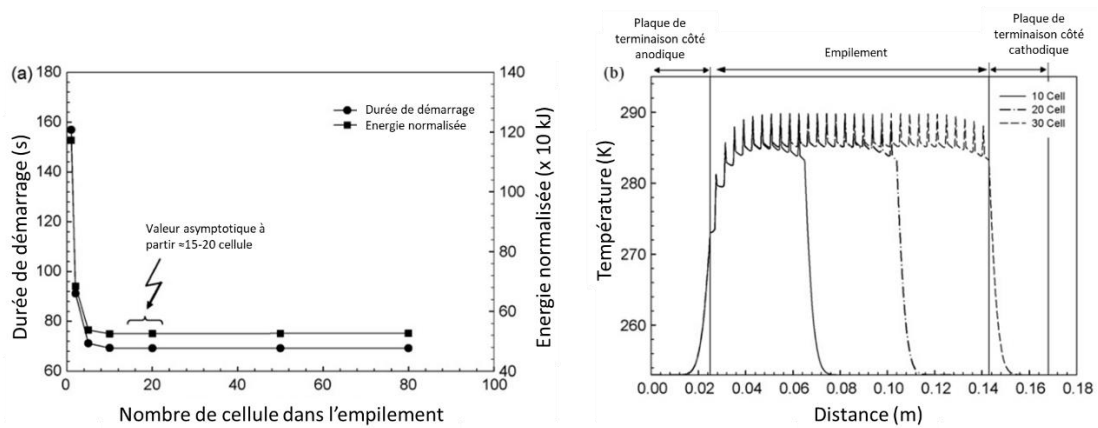 (a)
180
160
140
120
100
80
60
Durée de démarrage (s)
140
120
100
80
60
40
Energie normalisée (x 10 kJ)
Durée de démarrage
Energie normalisée
Valeur asymptotique à
partir ≈15-20 cellule
0 20 40 60 80 100
Nombre de cellule dans l'empilement
Plaque de
terminaison côté
anodique
Empilement
Plaque de
terminaison côté
cathodique
(b)
10 Cell
20 Cell
30 Cell
290
280
270
260
Température (K)
0.00 0.02 0.04 0.06 0.08 0.10 0.12 0.14 0.16 0.18
Distance (m)